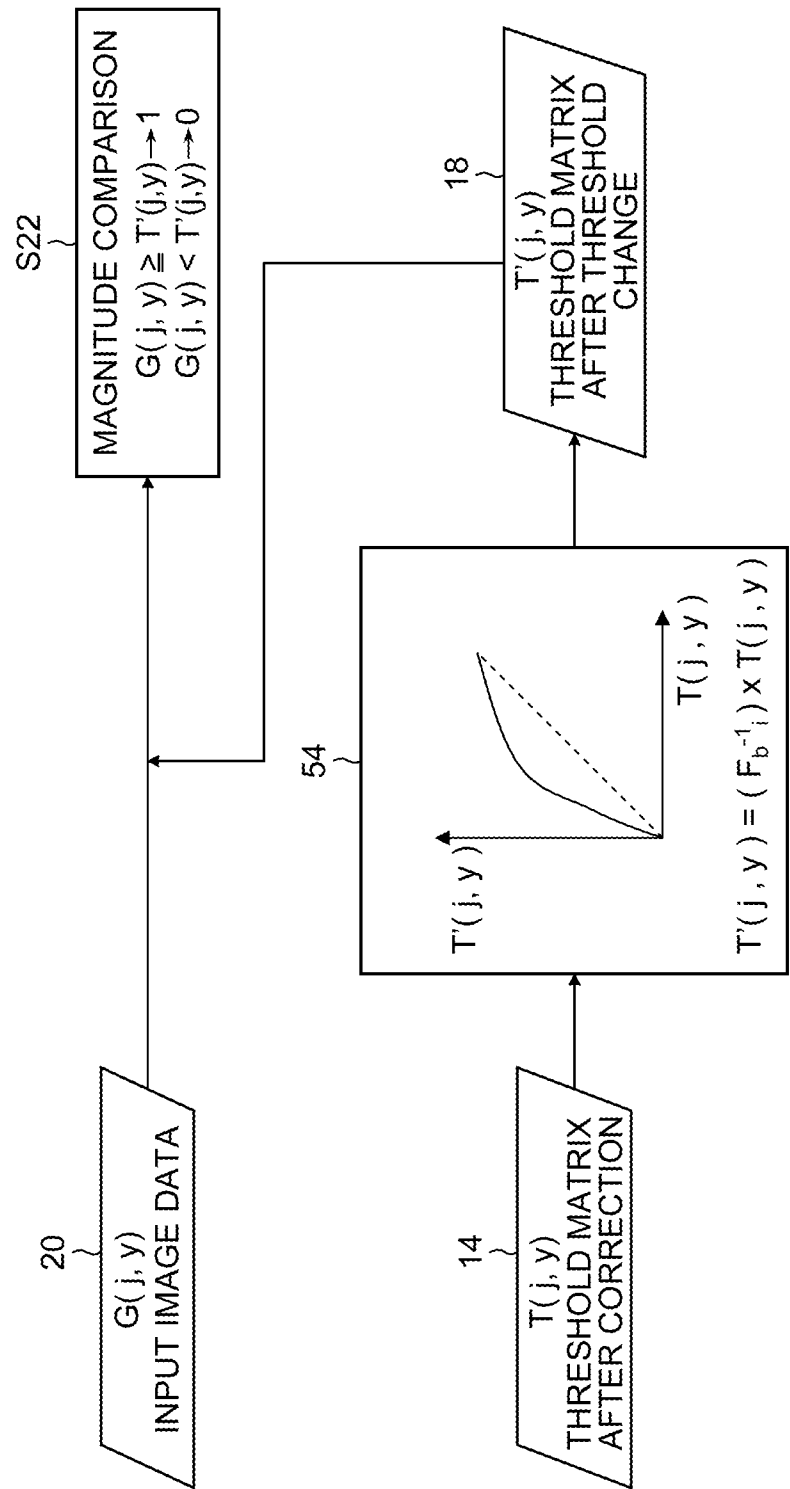 20
G( j, y)
INPUT IMAGE DATA
S22
MAGNITUDE COMPARISON
G( j, y) ≧ T'(j,y)→1
G( j, y) < T'(j,y)→0
14
T( j, y)
THRESHOLD MATRIX
AFTER CORRECTION
54
T'( j, y)
T( j, y)
T'( j , y ) = ( F_b^-1_i ) x T( j , y )
18
T'( j, y)
THRESHOLD MATRIX
AFTER THRESHOLD
CHANGE